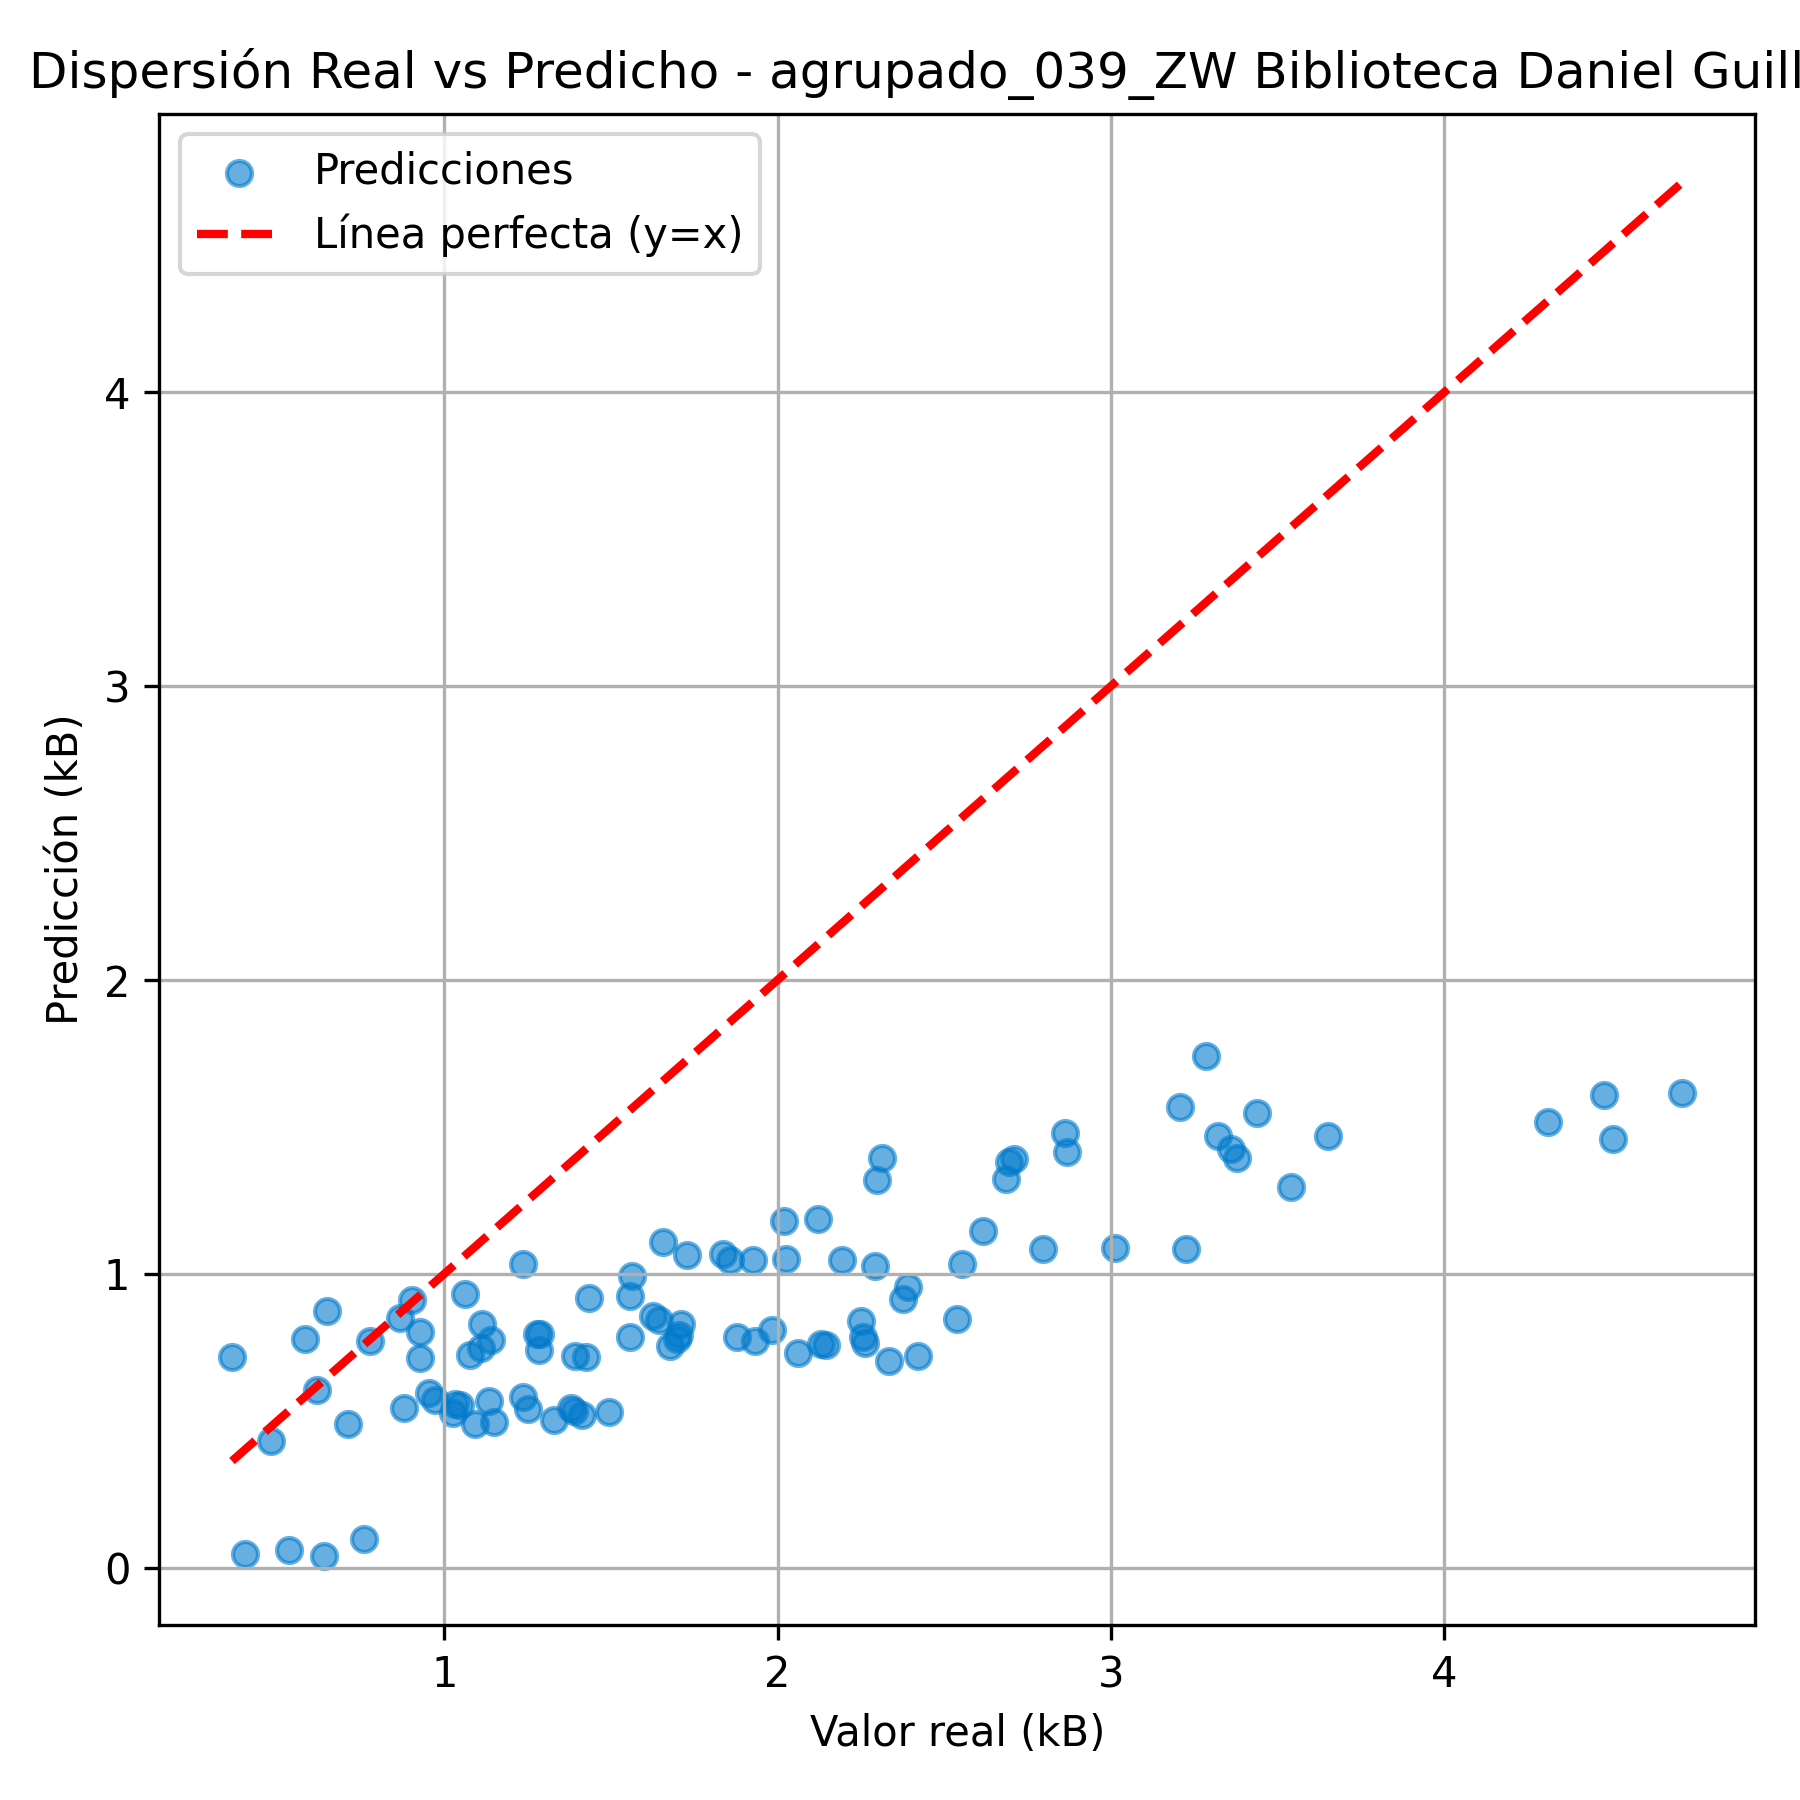 Dispersión Real vs Predicho - agrupado_039_ZW Biblioteca Daniel Guill
Predicciones
Línea perfecta (y=x)
Predicción (kB)
4
3
2
1
0
1 2 3 4
Valor real (kB)